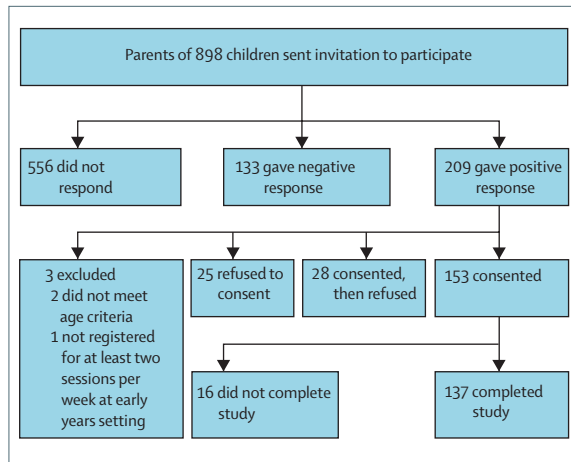 Parents of 898 children sent invitation to participate
556 did not
respond
133 gave negative
response
209 gave positive
response
3 excluded
2 did not meet
age criteria
1 not registered
for at least two
sessions per
week at early
years setting
25 refused to
consent
28 consented,
then refused
153 consented
16 did not complete
study
137 completed
study